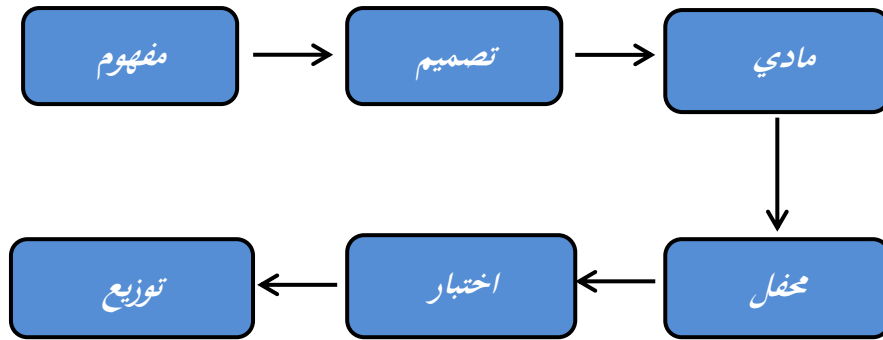 مفهوم
تصميم
مادي
محفل
اختبار
توزيع